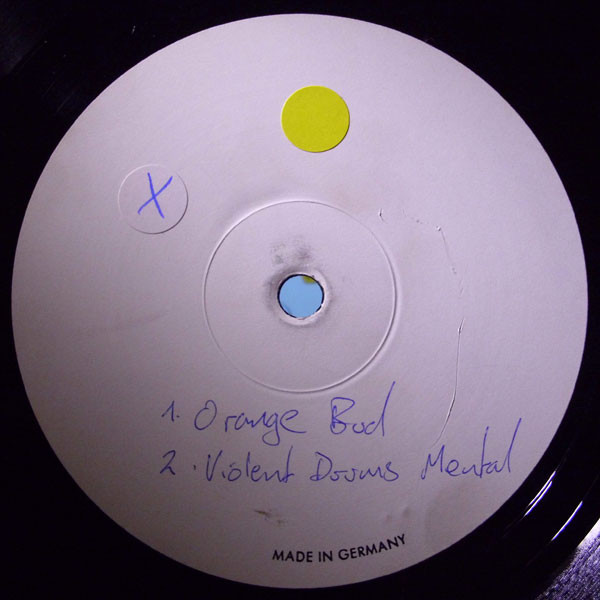 X
1. Orange Bud
2. Violent Drums Mental
MADE IN GERMANY